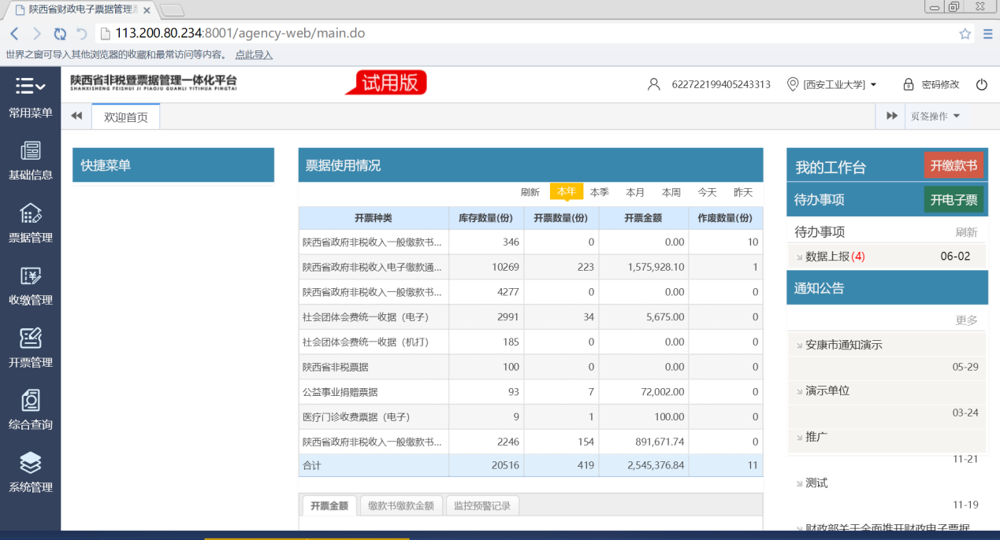 陕西省财政电子票据管理系
113.200.80.234:8001/agency-web/main.do
世界之窗可导入其他浏览器的收藏和最常访问等内容。 点此导入
常用菜单
基础信息
票据管理
收缴管理
开票管理
综合查询
系统管理
陕西省非税暨票据管理一体化平台
SHANXISHENG FEISHUI JI PIAOJU GUANLI YITIHUA PINGTAI
试用版
622722199405243313 [西安工业大学] 密码修改
欢迎首页
页签操作
快捷菜单
票据使用情况
刷新 本年 本季 本月 本周 今天 昨天
开票种类 库存数量(份) 开票数量(份) 开票金额 作废数量(份)
陕西省政府非税收入一般缴款书... 346 0 0.00 10
陕西省政府非税收入电子缴款通... 10269 223 1,575,928.10 1
陕西省政府非税收入一般缴款书... 4277 0 0.00 0
社会团体会费统一收据（电子） 2991 34 5,675.00 0
社会团体会费统一收据（机打） 185 0 0.00 0
陕西省非税票据 100 0 0.00 0
公益事业捐赠票据 93 7 72,002.00 0
医疗门诊收费票据（电子） 9 1 100.00 0
陕西省政府非税收入一般缴款书... 2246 154 891,671.74 0
合计 20516 419 2,545,376.84 11
开票金额 缴款书缴款金额 监控预警记录
我的工作台 开缴款书
待办事项 开电子票
待办事项 刷新
数据上报(4) 06-02
通知公告
更多
安康市通知演示
05-29
演示单位
03-24
推广
11-21
测试
11-19
财政部关于全面推开财政电子票据